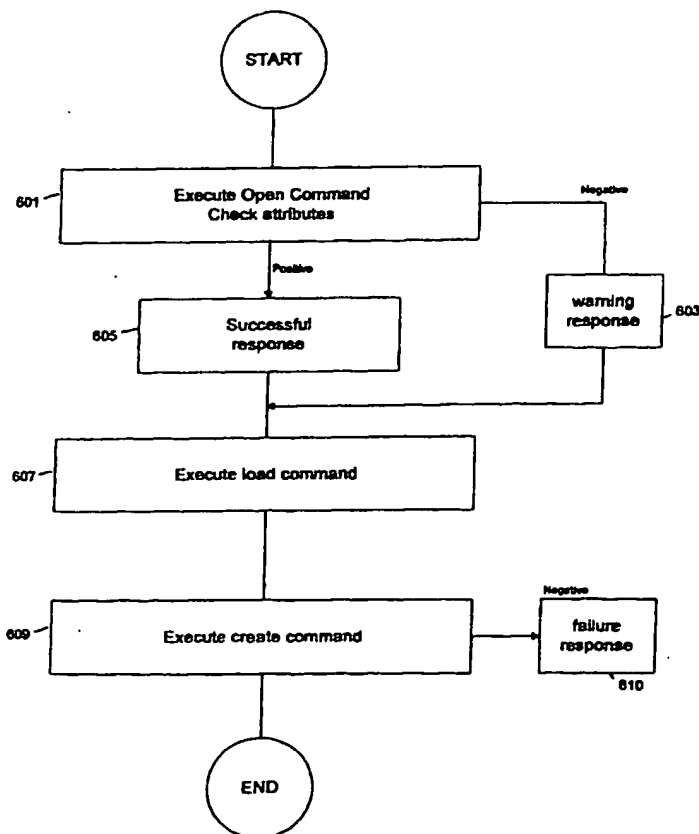 START
601
Execute Open Command
Check attributes
Negative
Positive
605
Successful
response
warning
response
603
607
Execute load command
609
Execute create command
Negative
failure
response
610
END